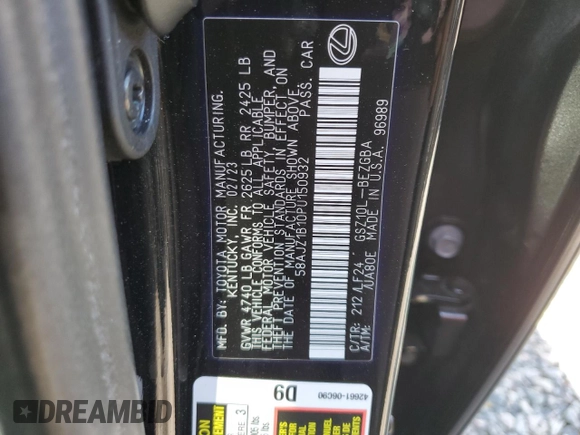 MFG. BY: TOYOTA MOTOR MANUFACTURING.
KENTUCKY, INC. 02/23
GVWR 4740 LB GAWR FR 2625 LB RR 2425 LB
THIS VEHICLE CONFORMS TO ALL APPLICABLE
FEDERAL MOTOR VEHICLE SAFETY, BUMPER, AND
THEFT PREVENTION STANDARDS IN EFFECT ON
THE DATE OF MANUFACTURE SHOWN ABOVE.
58AJZ1B10PU150932 PASS. CAR
C/TR: 212/LF24 GSZ10L-BEZGBA
A/TM: /UA80E MADE IN U.S.A. 96989
D9
42661-06C90
DREAMBID